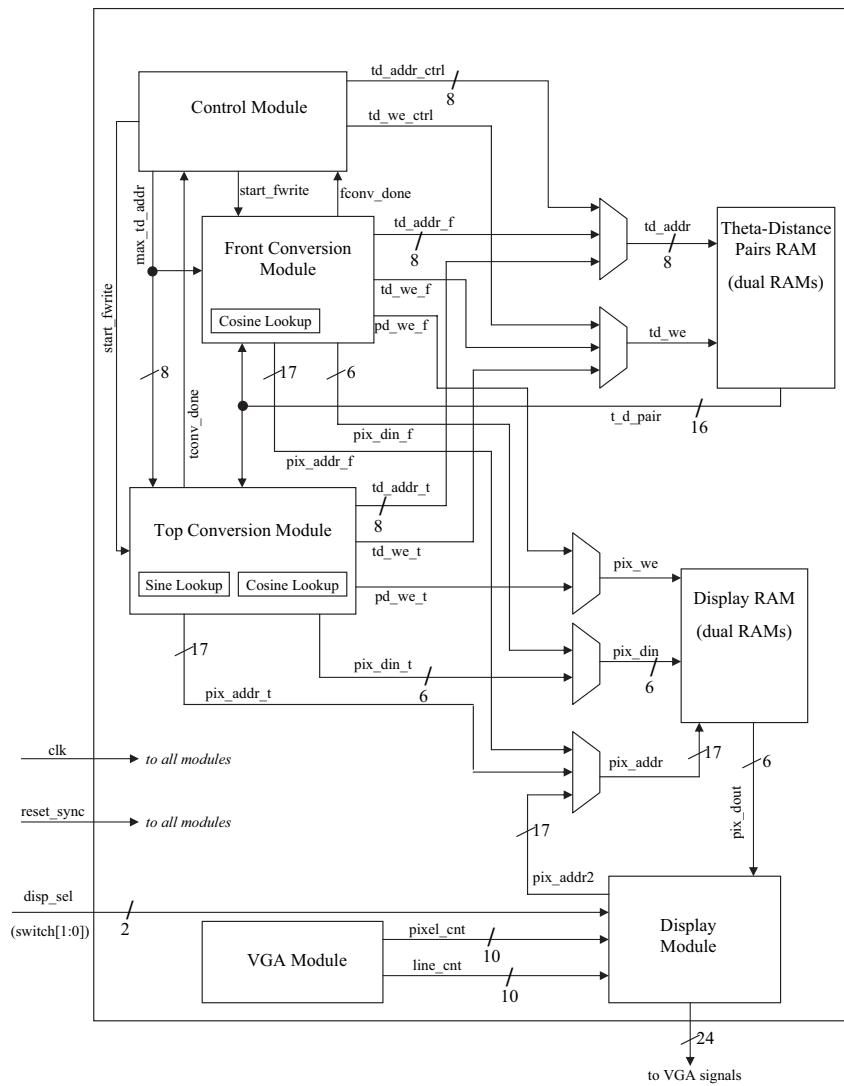 td_addr_ctrl
8
Control Module
td_we_ctrl
max_td_addr
start_fwrite
fconv_done
td_addr_f
8
td_addr
8
Theta-Distance
Pairs RAM
(dual RAMs)
Front Conversion
Module
td_we_f
pd_we_f
Cosine Lookup
start_fwrite
td_we
8
tconv_done
17
6
t_d_pair
16
pix_din_f
pix_addr_f
td_addr_t
8
Top Conversion Module
td_we_t
Sine Lookup
Cosine Lookup
pd_we_t
pix_we
Display RAM
(dual RAMs)
17
pix_din_t
6
pix_din
6
pix_addr_t
clk
to all modules
pix_addr
17
6
reset_sync
to all modules
17
pix_dout
pix_addr2
disp_sel
(switch[1:0])
2
VGA Module
pixel_cnt
10
line_cnt
10
Display
Module
24
to VGA signals